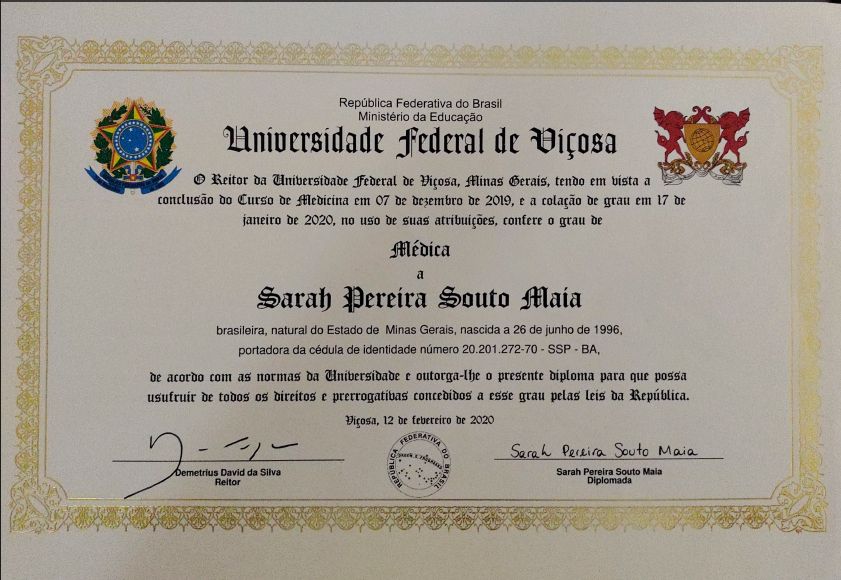 República Federativa do Brasil
Ministério da Educação
Universidade Federal de Viçosa
O Reitor da Universidade Federal de Viçosa, Minas Gerais, tendo em vista a
conclusão do Curso de Medicina em 07 de dezembro de 2019, e a colação de grau em 17 de
janeiro de 2020, no uso de suas atribuições, confere o grau de
Médica
a
Sarah Pereira Souto Maia
brasileira, natural do Estado de Minas Gerais, nascida a 26 de junho de 1996,
portadora da cédula de identidade número 20.201.272-70 - SSP - BA,
de acordo com as normas da Universidade e outorga-lhe o presente diploma para que possa
usufruir de todos os direitos e prerrogativas concedidos a esse grau pelas leis da República.
Viçosa, 12 de fevereiro de 2020
REPÚBLICA FEDERATIVA DO BRASIL
Sarah Pereira Souto Maia
Demetrius David da Silva
Reitor
Sarah Pereira Souto Maia
Diplomada